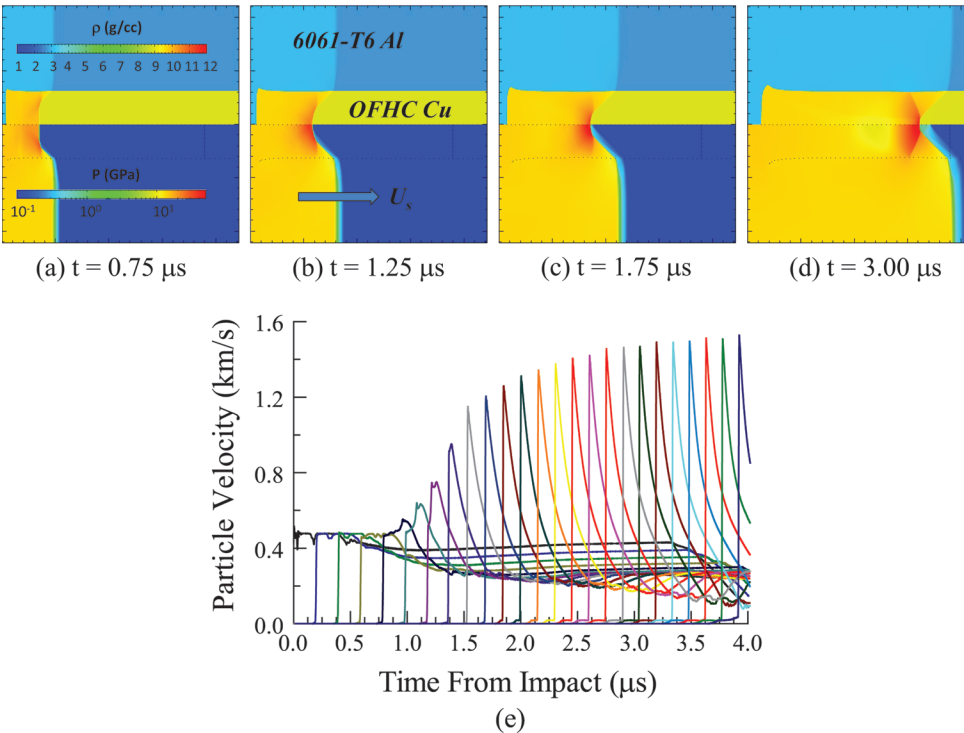 ρ (g/cc)
1 2 3 4 5 6 7 8 9 10 11 12
6061-T6 Al
OFHC Cu
P (GPa)
10⁻¹ 10⁰ 10¹
Uₛ
(a) t = 0.75 μs
(b) t = 1.25 μs
(c) t = 1.75 μs
(d) t = 3.00 μs
Particle Velocity (km/s)
1.6
1.2
0.8
0.4
0.0
0.0 0.5 1.0 1.5 2.0 2.5 3.0 3.5 4.0
Time From Impact (μs)
(e)